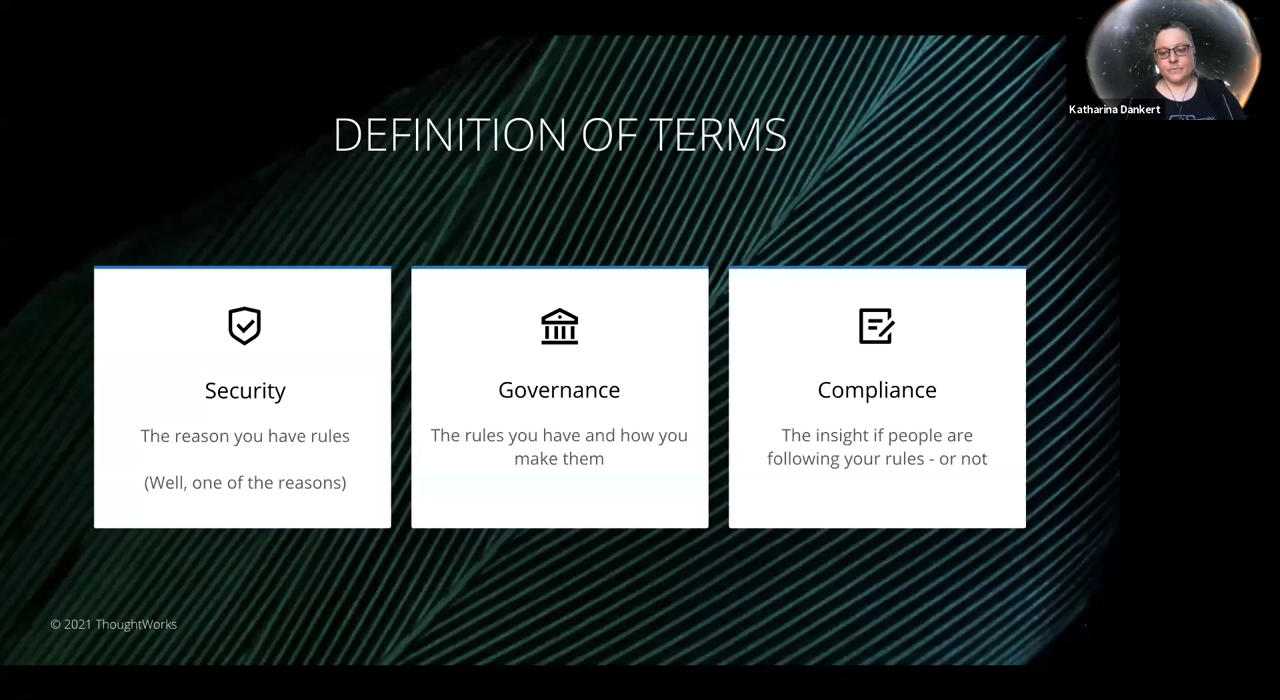 Katharina Dankert
DEFINITION OF TERMS
Security
The reason you have rules
(Well, one of the reasons)
Governance
The rules you have and how you
make them
Compliance
The insight if people are
following your rules - or not
© 2021 ThoughtWorks